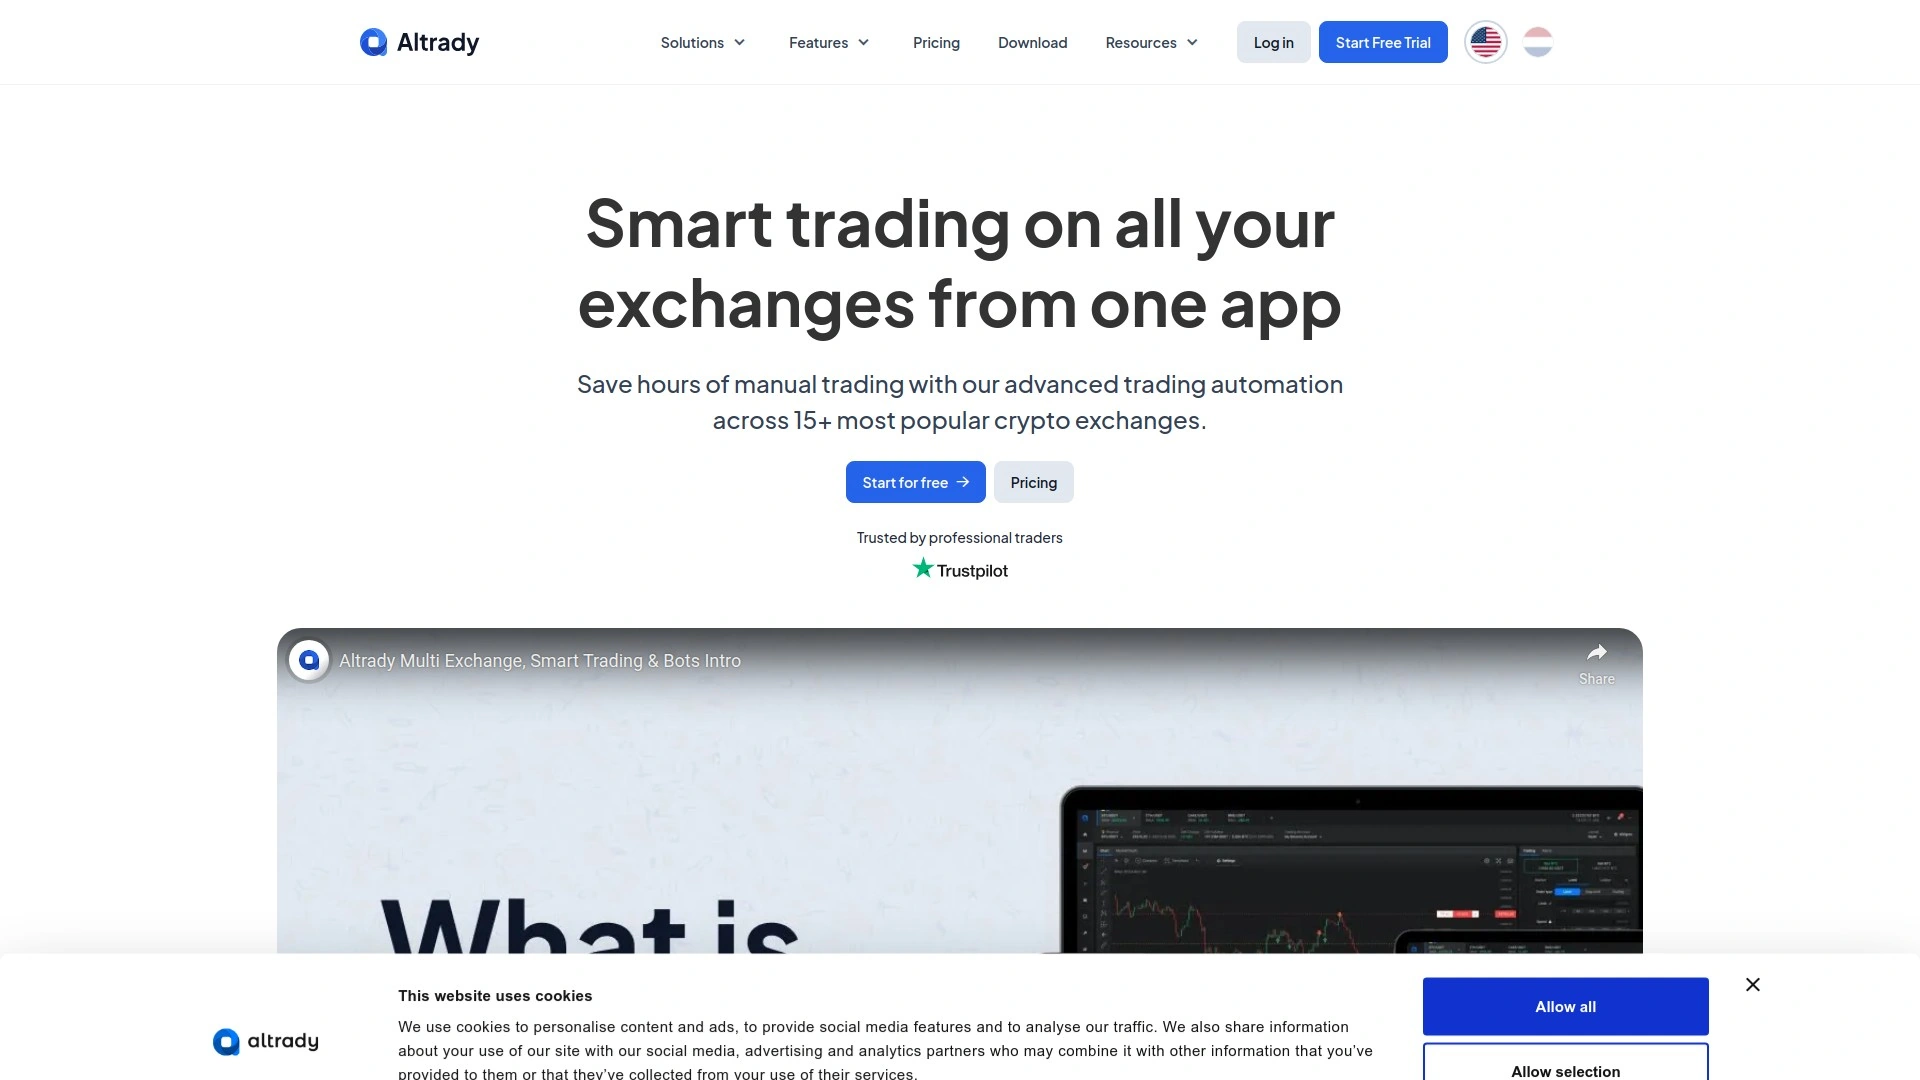 Altrady
Solutions
Features
Pricing
Download
Resources
Log in
Start Free Trial
Smart trading on all your
exchanges from one app
Save hours of manual trading with our advanced trading automation
across 15+ most popular crypto exchanges.
Start for free
Pricing
Trusted by professional traders
Trustpilot
Altrady Multi Exchange, Smart Trading & Bots Intro
Share
What is
altrady
This website uses cookies
We use cookies to personalise content and ads, to provide social media features and to analyse our traffic. We also share information
about your use of our site with our social media, advertising and analytics partners who may combine it with other information that you've
provided to them or that they've collected from your use of their services.
Allow all
Allow selection